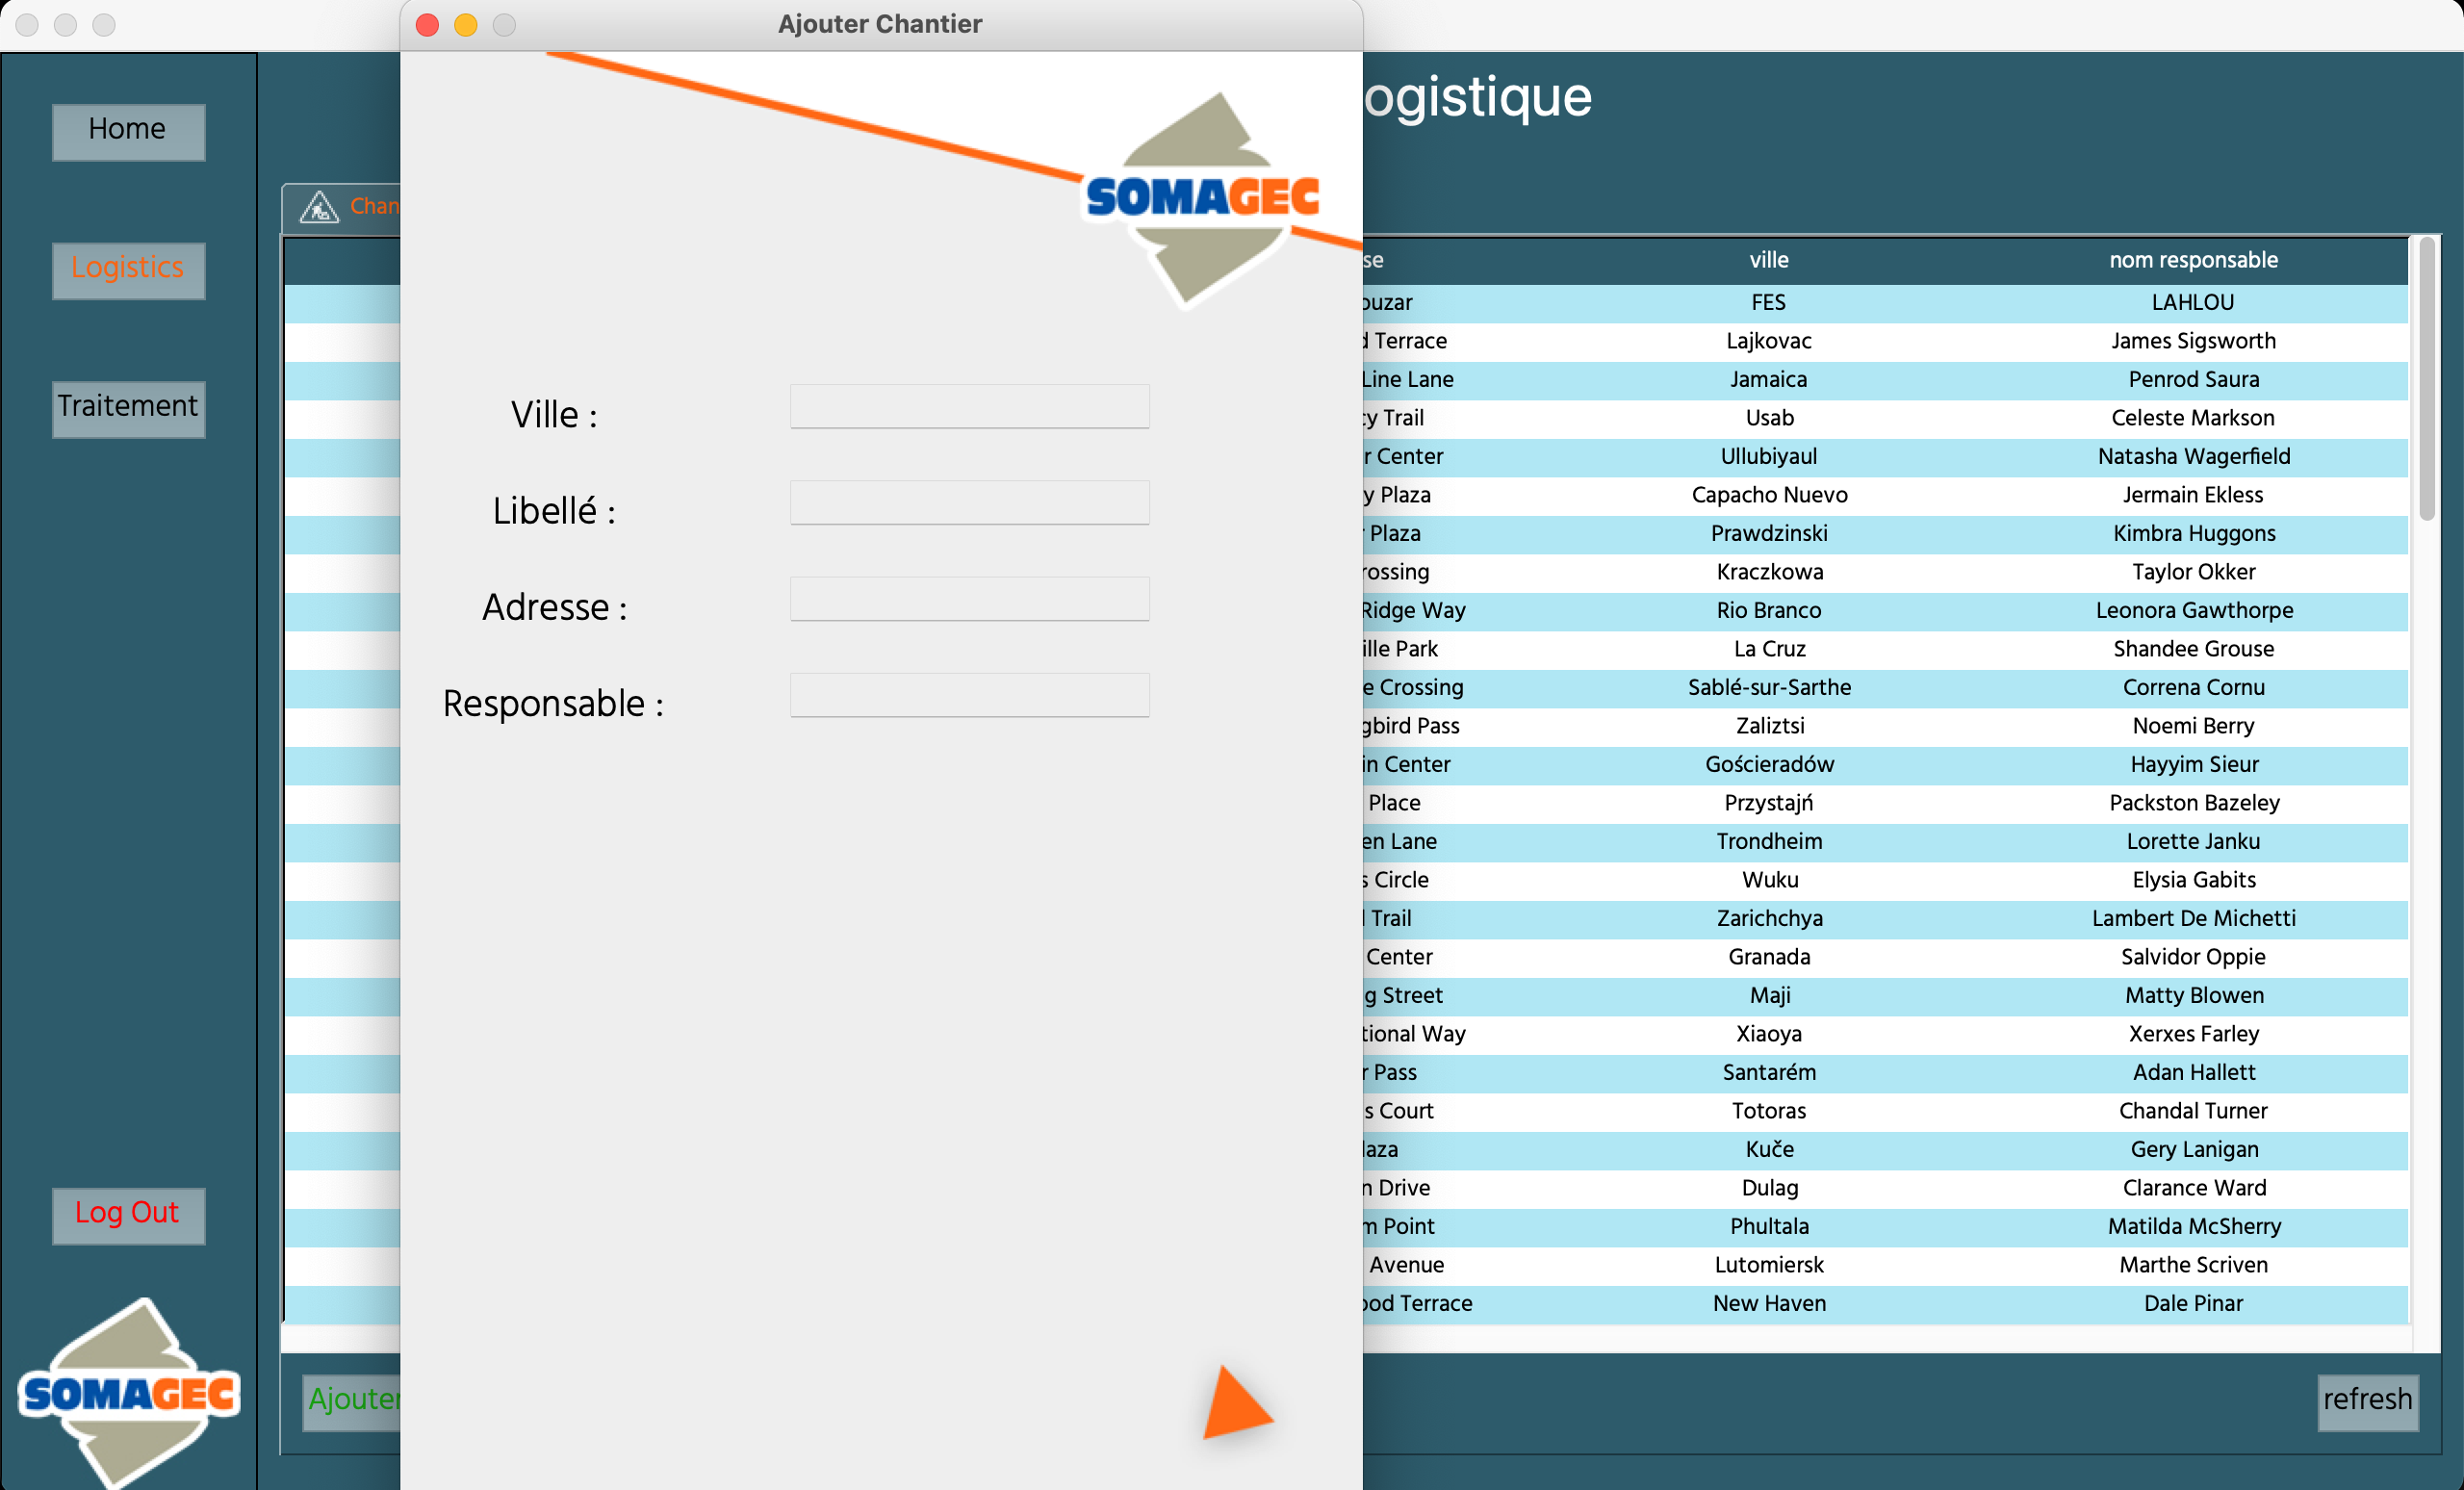 Ajouter Chantier
Home
Logistics
Traitement
Log Out
SOMAGEC
ogistique
Chan
SOMAGEC
Ville :
Libellé :
Adresse :
Responsable :
se ville nom responsable
ouzar FES LAHLOU
d Terrace Lajkovac James Sigsworth
Line Lane Jamaica Penrod Saura
cy Trail Usab Celeste Markson
r Center Ullubiyaul Natasha Wagerfield
y Plaza Capacho Nuevo Jermain Ekless
r Plaza Prawdzinski Kimbra Huggons
rossing Kraczkowa Taylor Okker
Ridge Way Rio Branco Leonora Gawthorpe
ille Park La Cruz Shandee Grouse
e Crossing Sablé-sur-Sarthe Correna Cornu
gbird Pass Zaliztsi Noemi Berry
in Center Gościeradów Hayyim Sieur
Place Przystajń Packston Bazeley
en Lane Trondheim Lorette Janku
s Circle Wuku Elysia Gabits
l Trail Zarichchya Lambert De Michetti
Center Granada Salvidor Oppie
g Street Maji Matty Blowen
tional Way Xiaoya Xerxes Farley
r Pass Santarém Adan Hallett
s Court Totoras Chandal Turner
laza Kuče Gery Lanigan
n Drive Dulag Clarance Ward
m Point Phultala Matilda McSherry
Avenue Lutomiersk Marthe Scriven
ood Terrace New Haven Dale Pinar
Ajouter
refresh